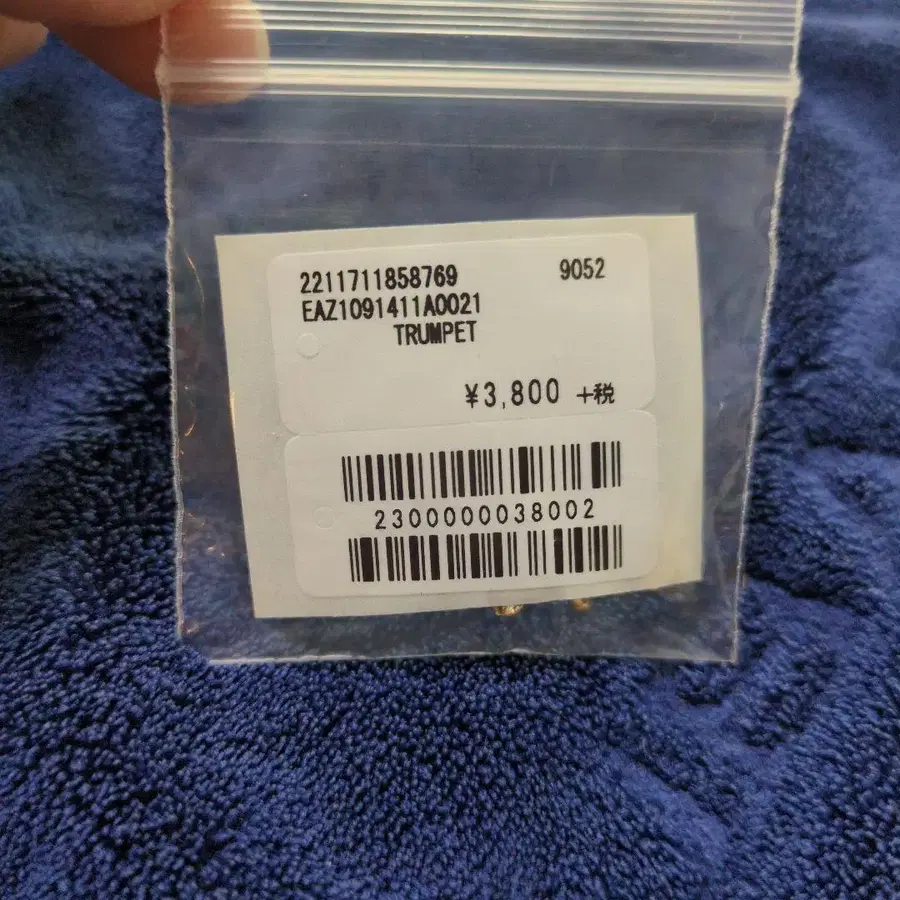 2211711858769 9052
EAZ1091411A0021
TRUMPET
¥3,800 +税
2300000038002